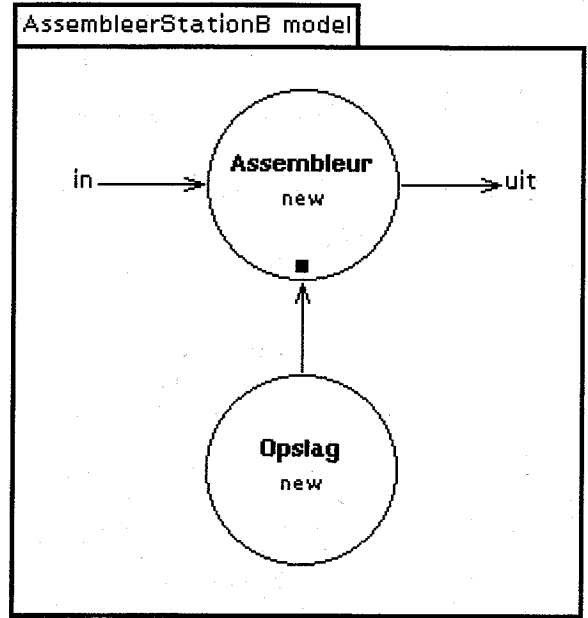 AssembleerStationB model
Assembleur
in
uit
new
Opslag
new